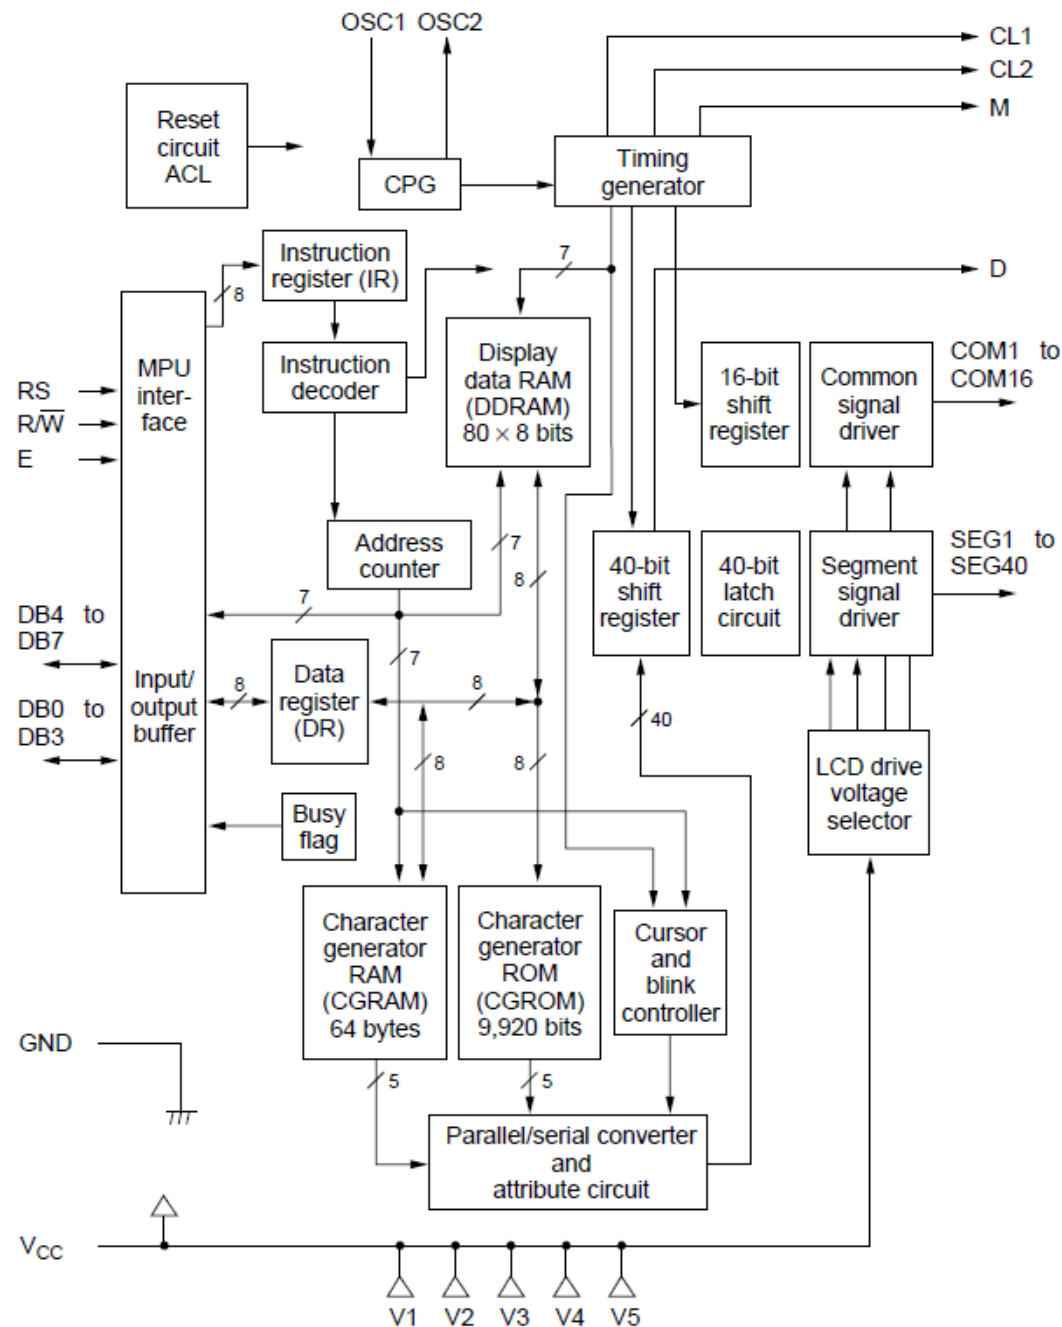 OSC1 OSC2
CL1
CL2
M
Reset
circuit
ACL
CPG
Timing
generator
Instruction
register (IR)
8
7
D
MPU
inter-
face
Instruction
decoder
Display
data RAM
(DDRAM)
80 × 8 bits
16-bit
shift
register
Common
signal
driver
COM1 to
COM16
RS
R/W̅
E
Address
counter
7
8
40-bit
shift
register
40-bit
latch
circuit
Segment
signal
driver
SEG1 to
SEG40
DB4 to
DB7
7
7
Input/
output
buffer
8
Data
register
(DR)
8
DB0 to
DB3
40
8
8
LCD drive
voltage
selector
Busy
flag
Character
generator
RAM
(CGRAM)
64 bytes
Character
generator
ROM
(CGROM)
9,920 bits
Cursor
and
blink
controller
GND
5
5
Parallel/serial converter
and
attribute circuit
VCC
V1 V2 V3 V4 V5